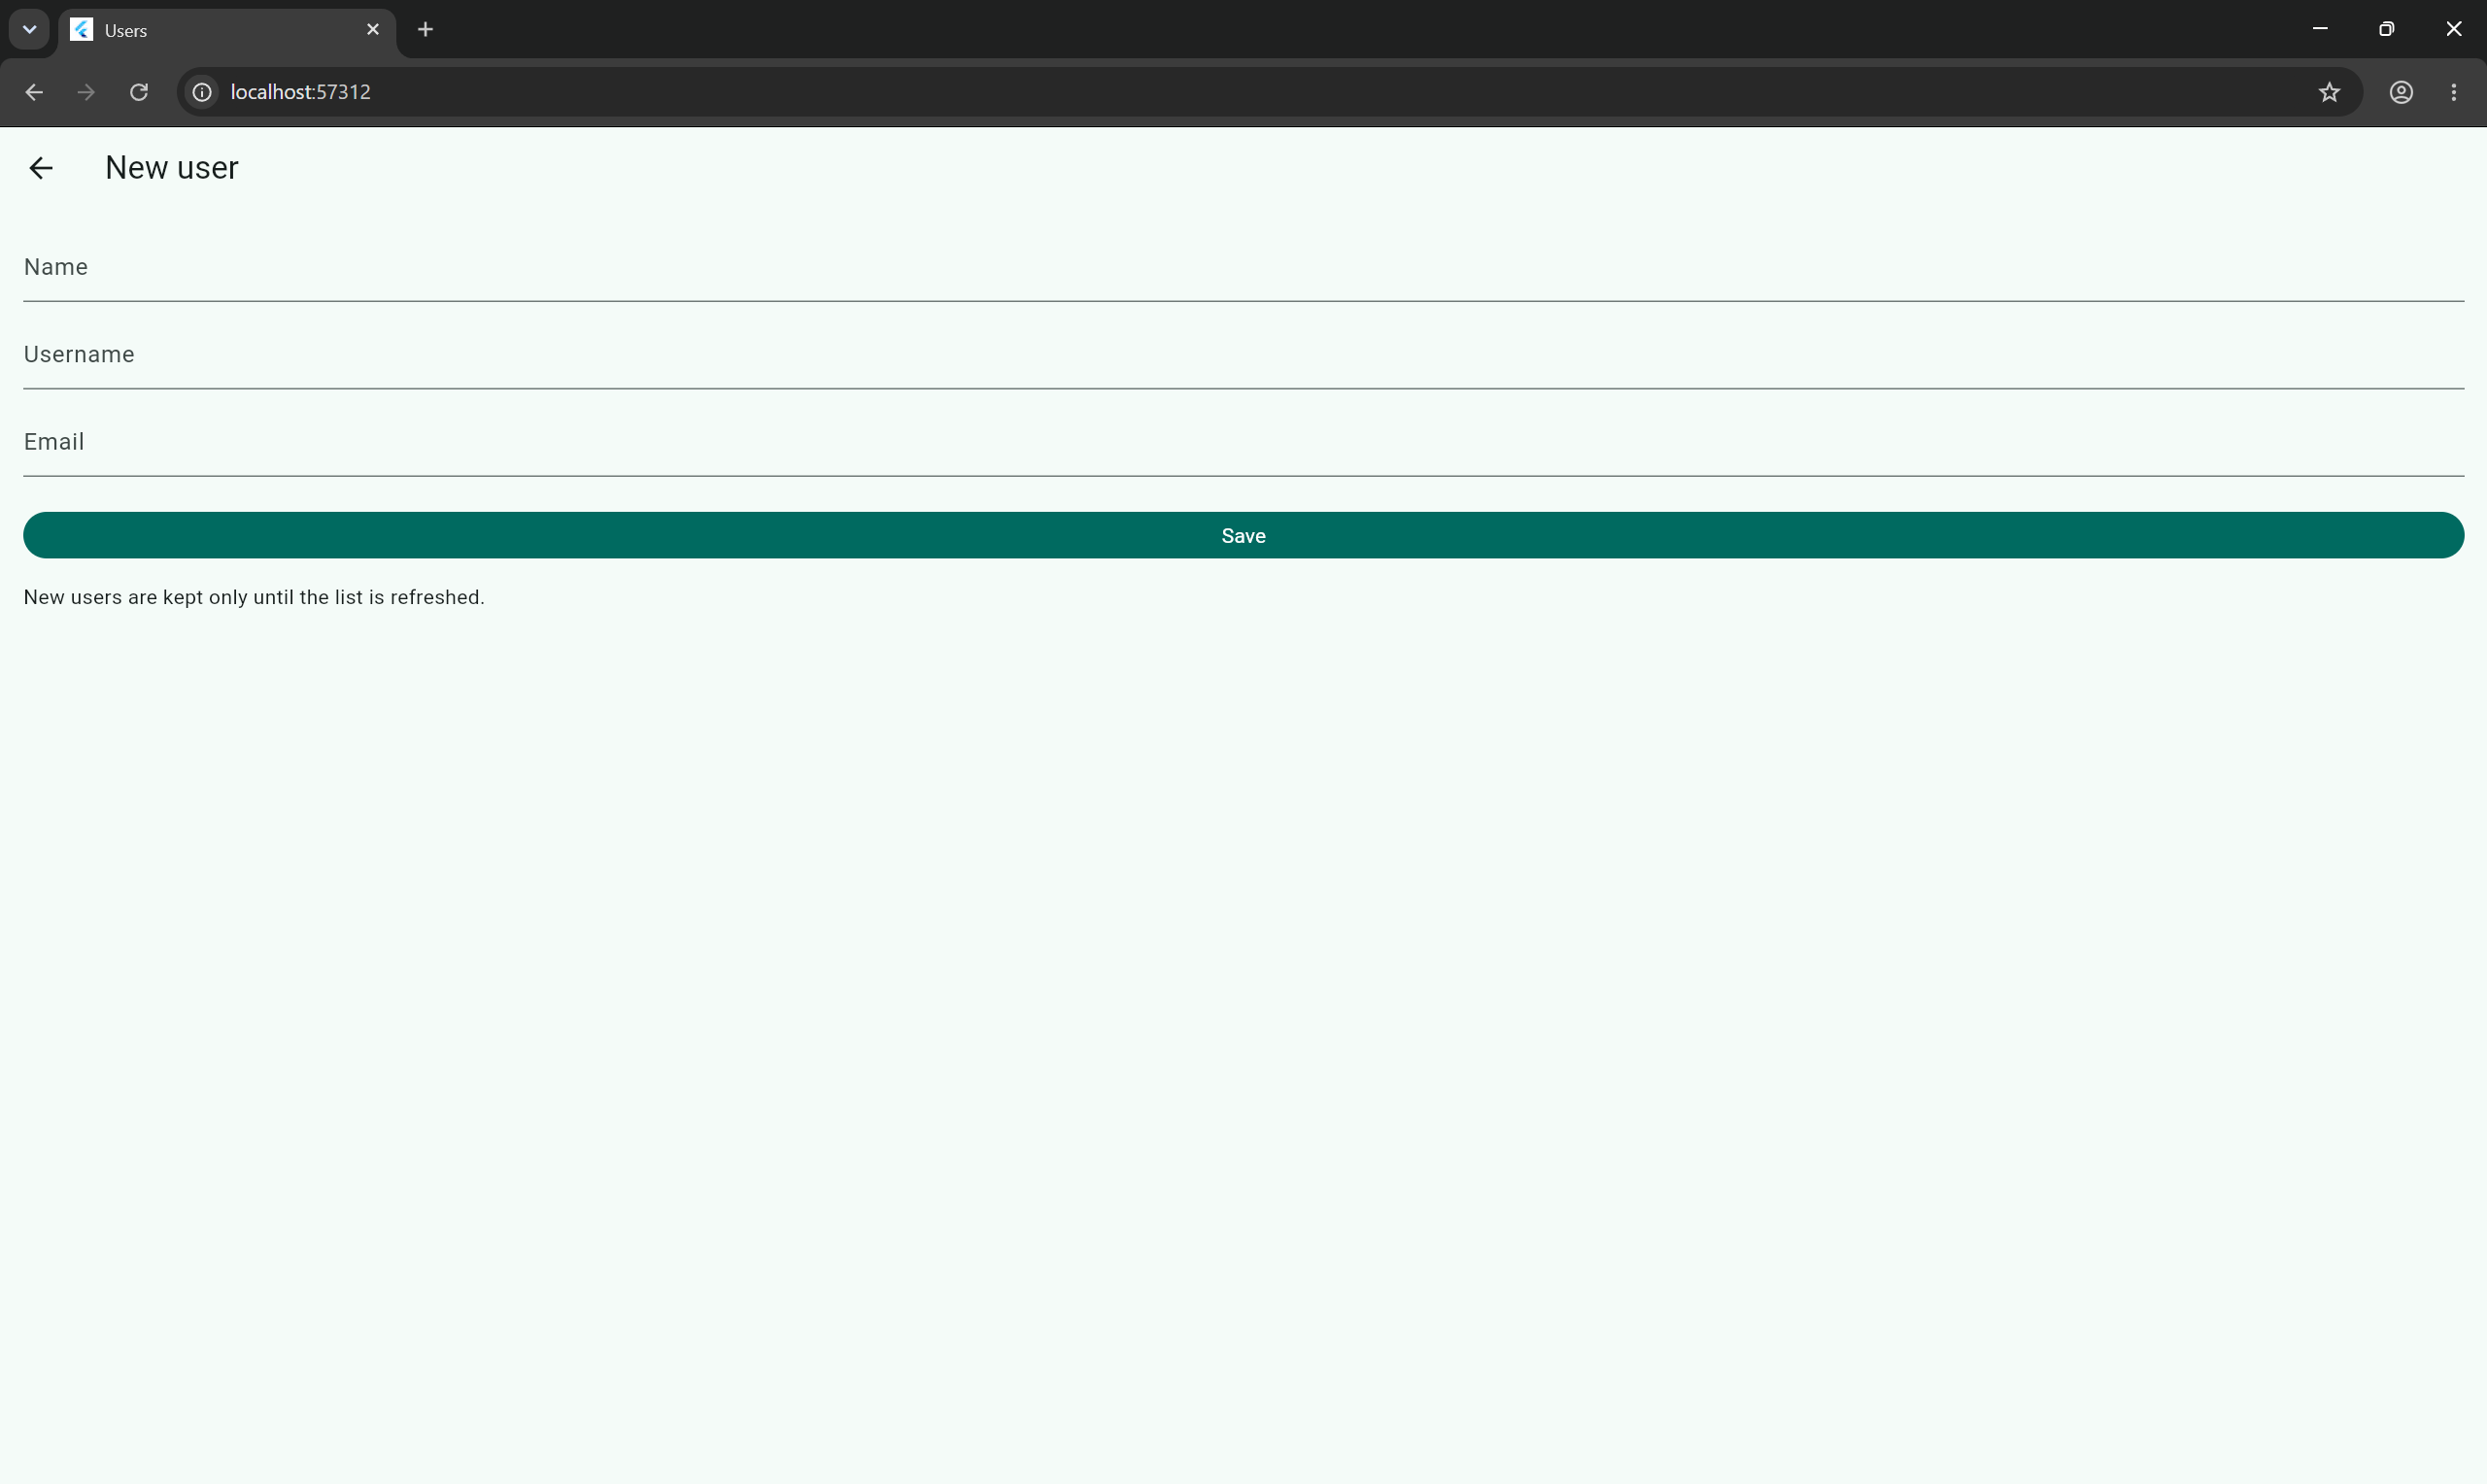 Users
localhost:57312
New user
Name
Username
Email
Save
New users are kept only until the list is refreshed.